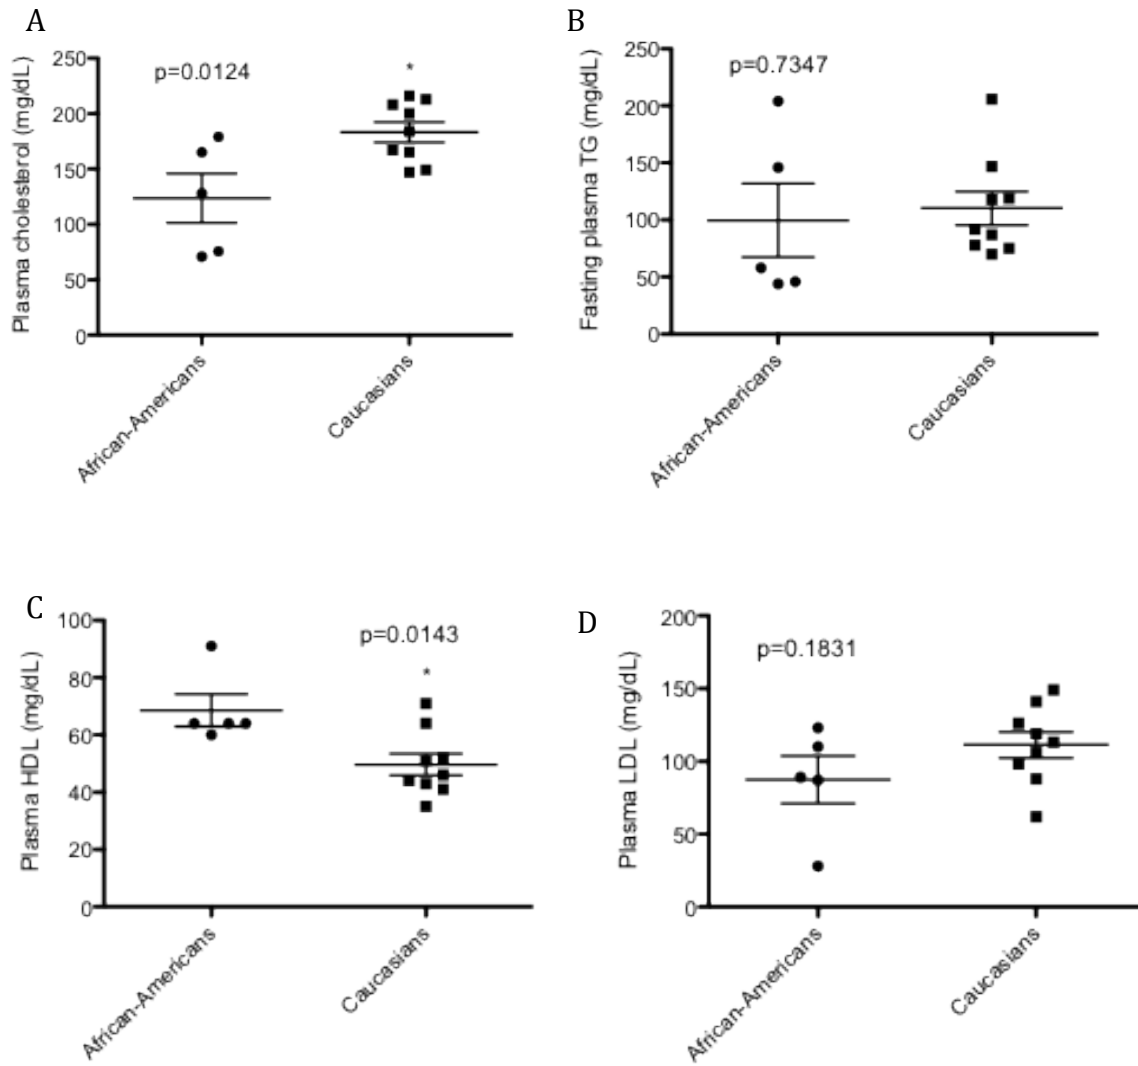 A
Plasma cholesterol (mg/dL)
250
200
150
100
50
0
p=0.0124
*
African-Americans
Caucasians
B
Fasting plasma TG (mg/dL)
250
200
150
100
50
0
p=0.7347
African-Americans
Caucasians
C
Plasma HDL (mg/dL)
100
80
60
40
20
0
p=0.0143
*
African-Americans
Caucasians
D
Plasma LDL (mg/dL)
200
150
100
50
0
p=0.1831
African-Americans
Caucasians